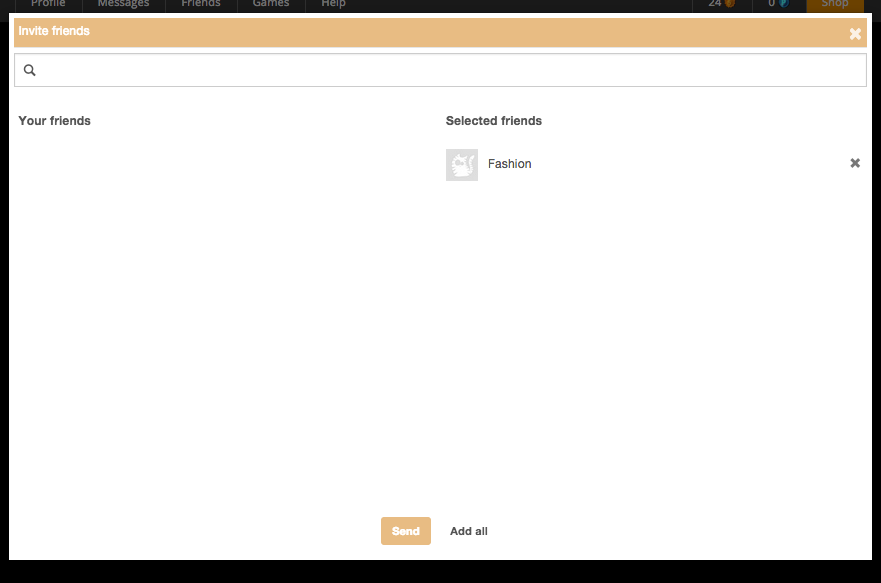 Profile Messages Friends Games Help 24 0 Shop
Invite friends
Your friends Selected friends
Fashion
Send Add all